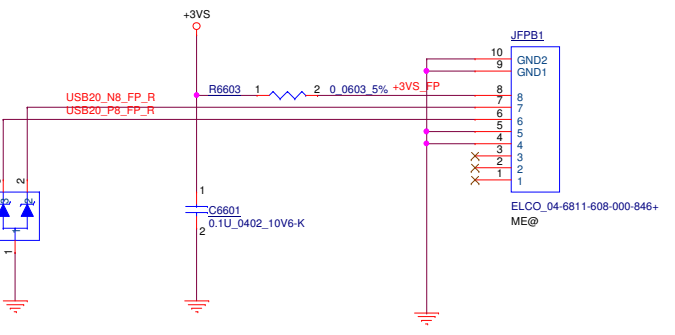 +3VS
JFPB1
10 GND2
9 GND1
R6603 1 2 0_0603_5% +3VS_FP 8 8
USB20_N8_FP_R 7 7
USB20_P8_FP_R 6 6
5 5
4 4
3 3
2 2
1 1
2
1
C6601
0.1U_0402_10V6-K
2
ELCO_04-6811-608-000-846+
ME@
1
1